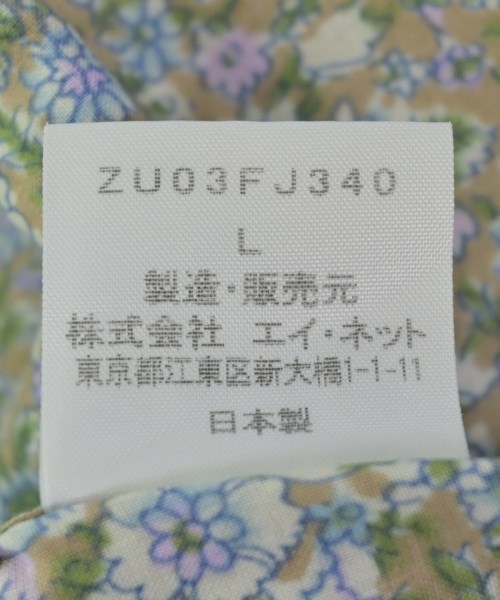 ZU03FJ340
L
製造・販売元
株式会社 エイ・ネット
東京都江東区新大橋1-1-11
日本製